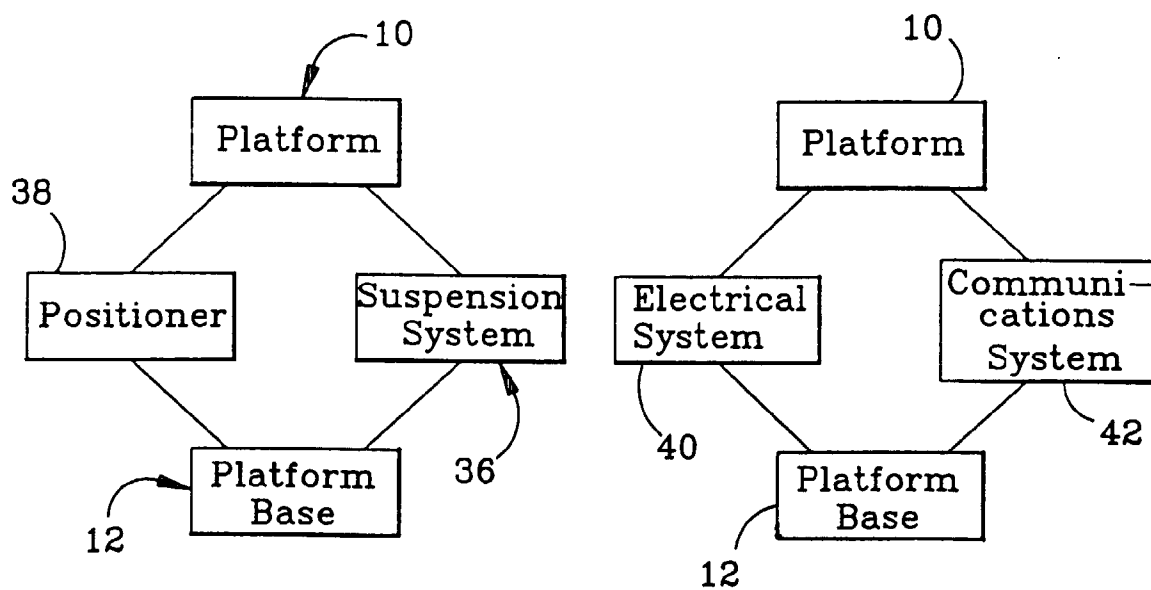 10
Platform
38
Positioner
Suspension
System
36
Platform
Base
12
10
Platform
Electrical
System
40
Communi-
cations
System
42
Platform
Base
12